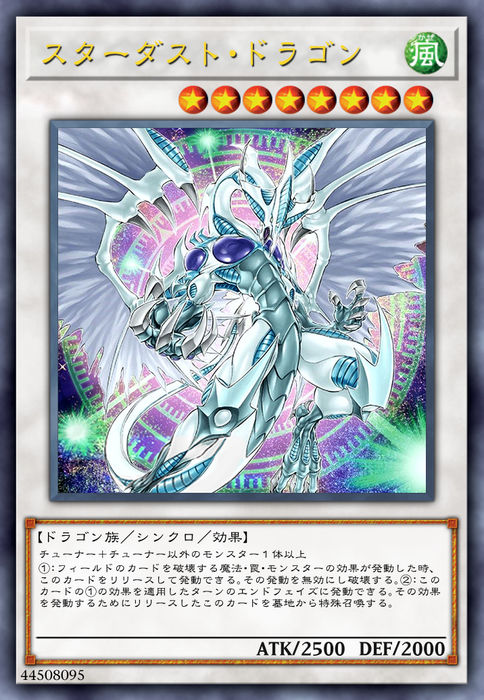 スターダスト・ドラゴン
かぜ
風
【ドラゴン族／シンクロ／効果】
チューナー＋チューナー以外のモンスター１体以上
①：フィールドのカードを破壊する魔法・罠・モンスターの効果が発動した時、
このカードをリリースして発動できる。その発動を無効にし破壊する。②：この
カードの①の効果を適用したターンのエンドフェイズに発動できる。その効果
を発動するためにリリースしたこのカードを墓地から特殊召喚する。
ATK/2500 DEF/2000
44508095